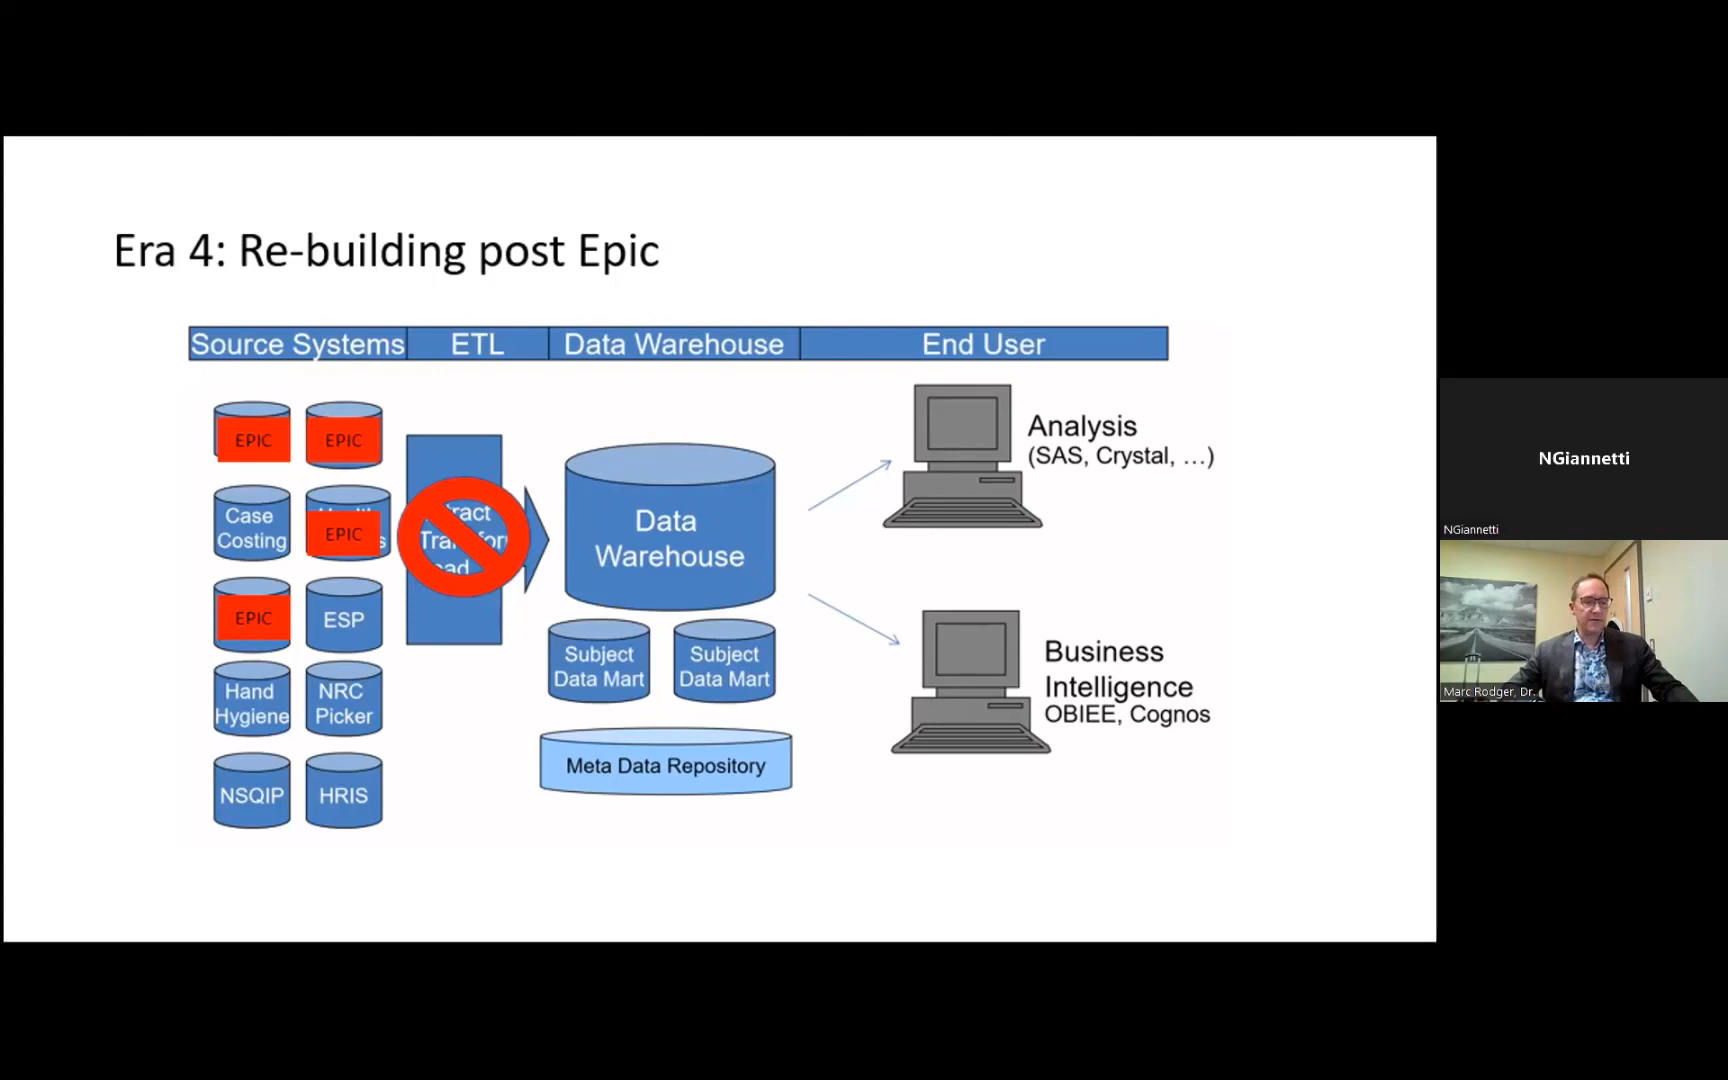 Era 4: Re-building post Epic
Source Systems
ETL
Data Warehouse
End User
EPIC
EPIC
Case
Costing
EPIC
EPIC
ESP
Hand
Hygiene
NRC
Picker
NSQIP
HRIS
Data
Warehouse
Subject
Data Mart
Subject
Data Mart
Meta Data Repository
Analysis
(SAS, Crystal, …)
Business
Intelligence
OBIEE, Cognos
NGiannetti
NGiannetti
Marc Rodger, Dr.